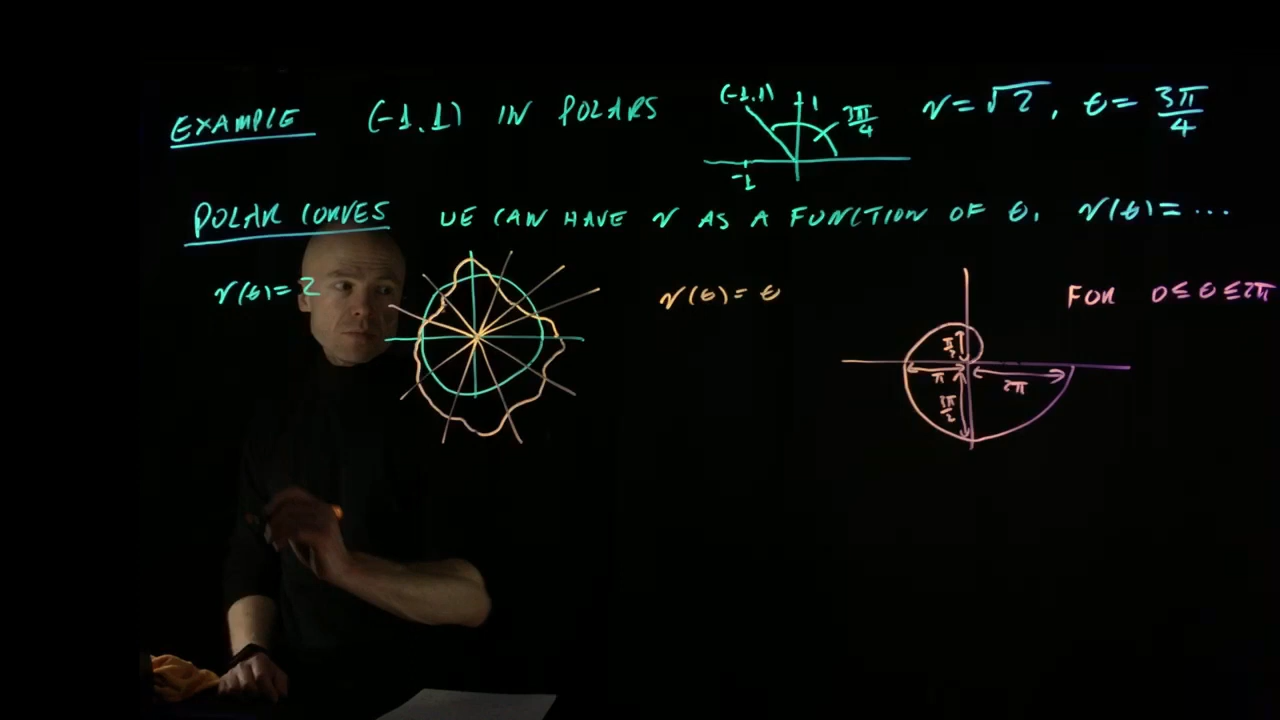 EXAMPLE (-1,1) IN POLARS (-1,1) 1 3π/4 -1 r=√2, θ=3π/4
POLAR CURVES WE CAN HAVE r AS A FUNCTION OF θ. r(θ)=...
r(θ)=2 r(θ)=θ FOR 0≤θ≤2π
π/2
π 2π
3π/2